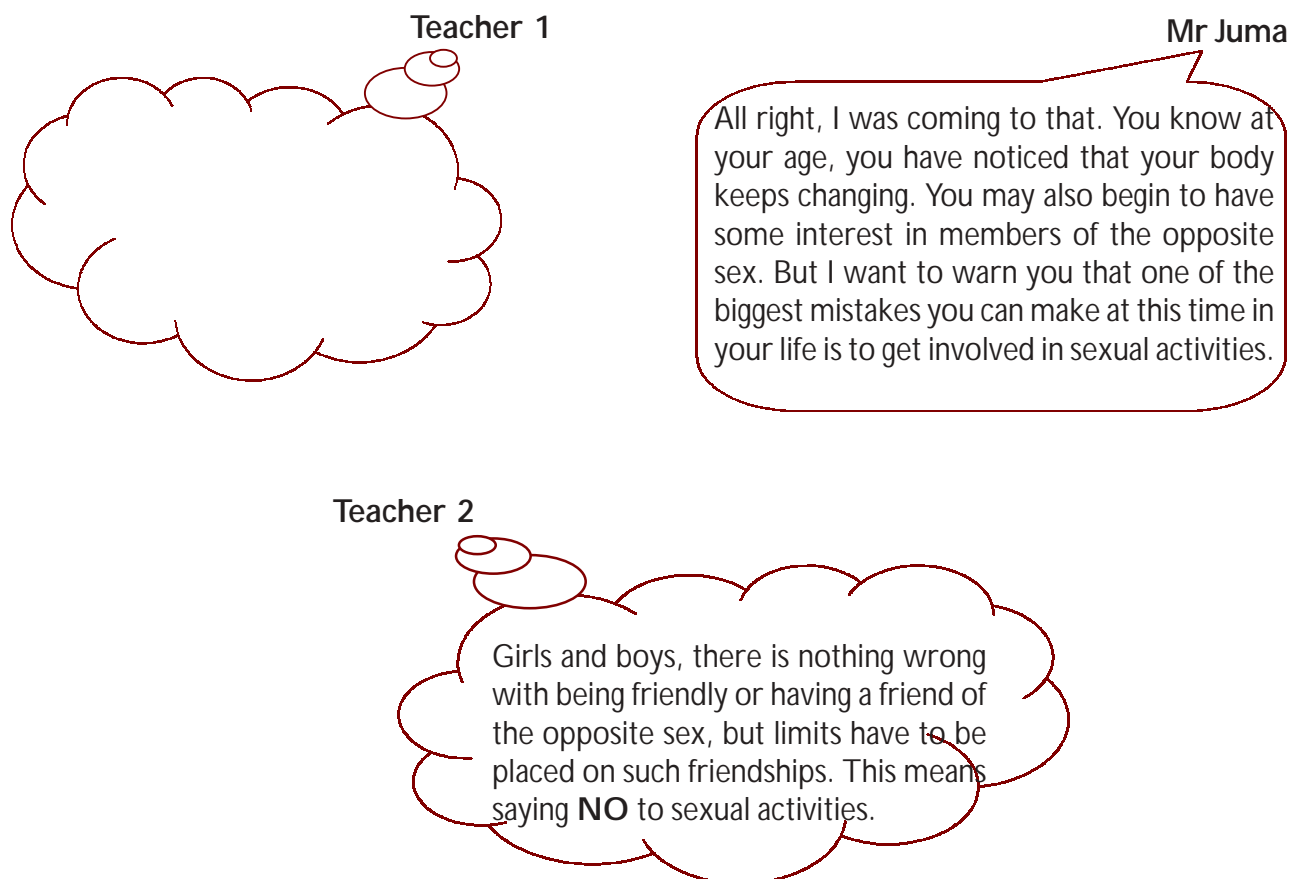 Teacher 1
Mr Juma
All right, I was coming to that. You know at
your age, you have noticed that your body
keeps changing. You may also begin to have
some interest in members of the opposite
sex. But I want to warn you that one of the
biggest mistakes you can make at this time in
your life is to get involved in sexual activities.
Teacher 2
Girls and boys, there is nothing wrong
with being friendly or having a friend of
the opposite sex, but limits have to be
placed on such friendships. This means
saying NO to sexual activities.